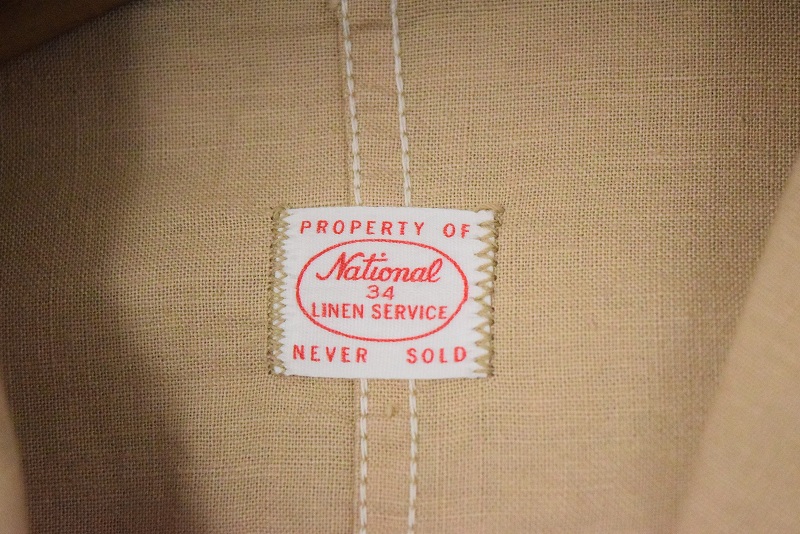 PROPERTY OF
National
34
LINEN SERVICE
NEVER SOLD